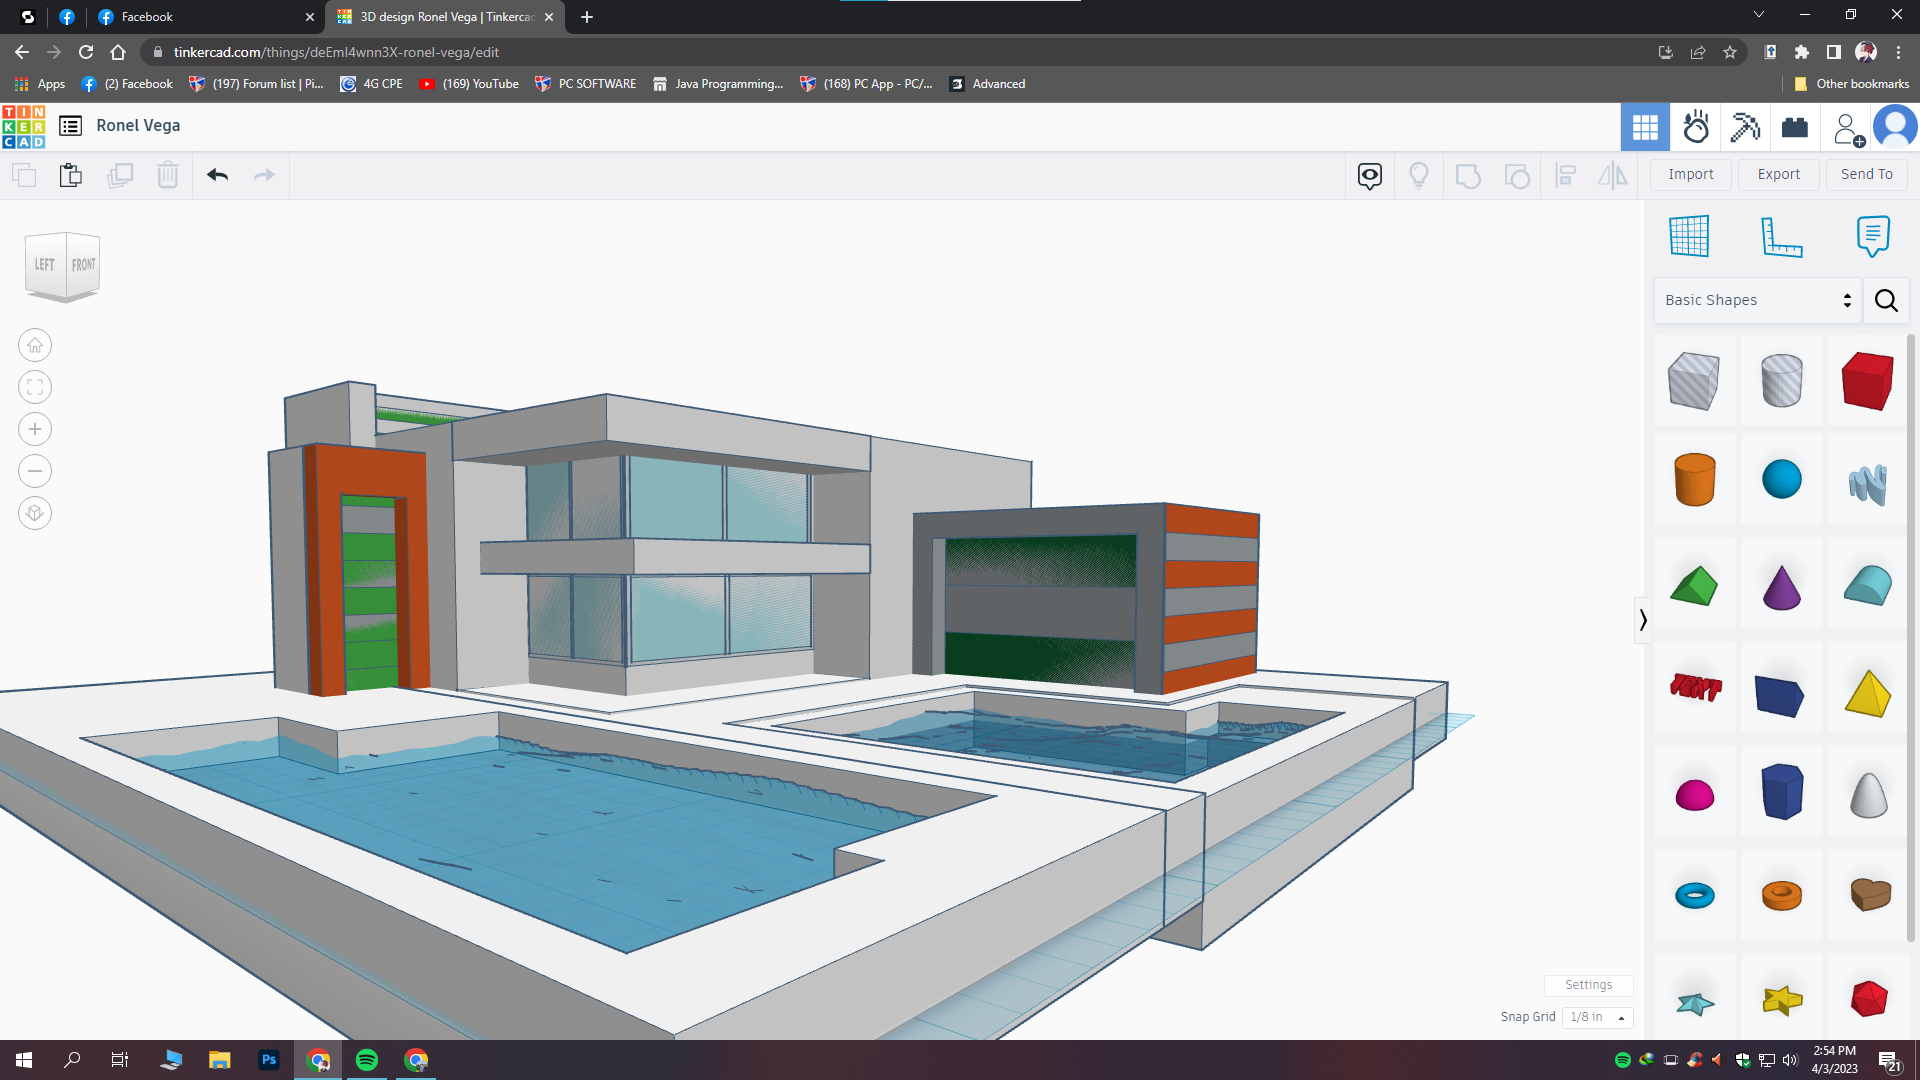 Facebook
3D design Ronel Vega | Tinkercad
tinkercad.com/things/deEml4wnn3X-ronel-vega/edit
Apps
(2) Facebook
(197) Forum list | Pi...
4G CPE
(169) YouTube
PC SOFTWARE
Java Programming...
(168) PC App - PC/...
Advanced
Other bookmarks
TIN
KER
CAD
Ronel Vega
Import
Export
Send To
LEFT
FRONT
Basic Shapes
TEXT
Settings
Snap Grid
1/8 in
Ps
2:54 PM
4/3/2023
21